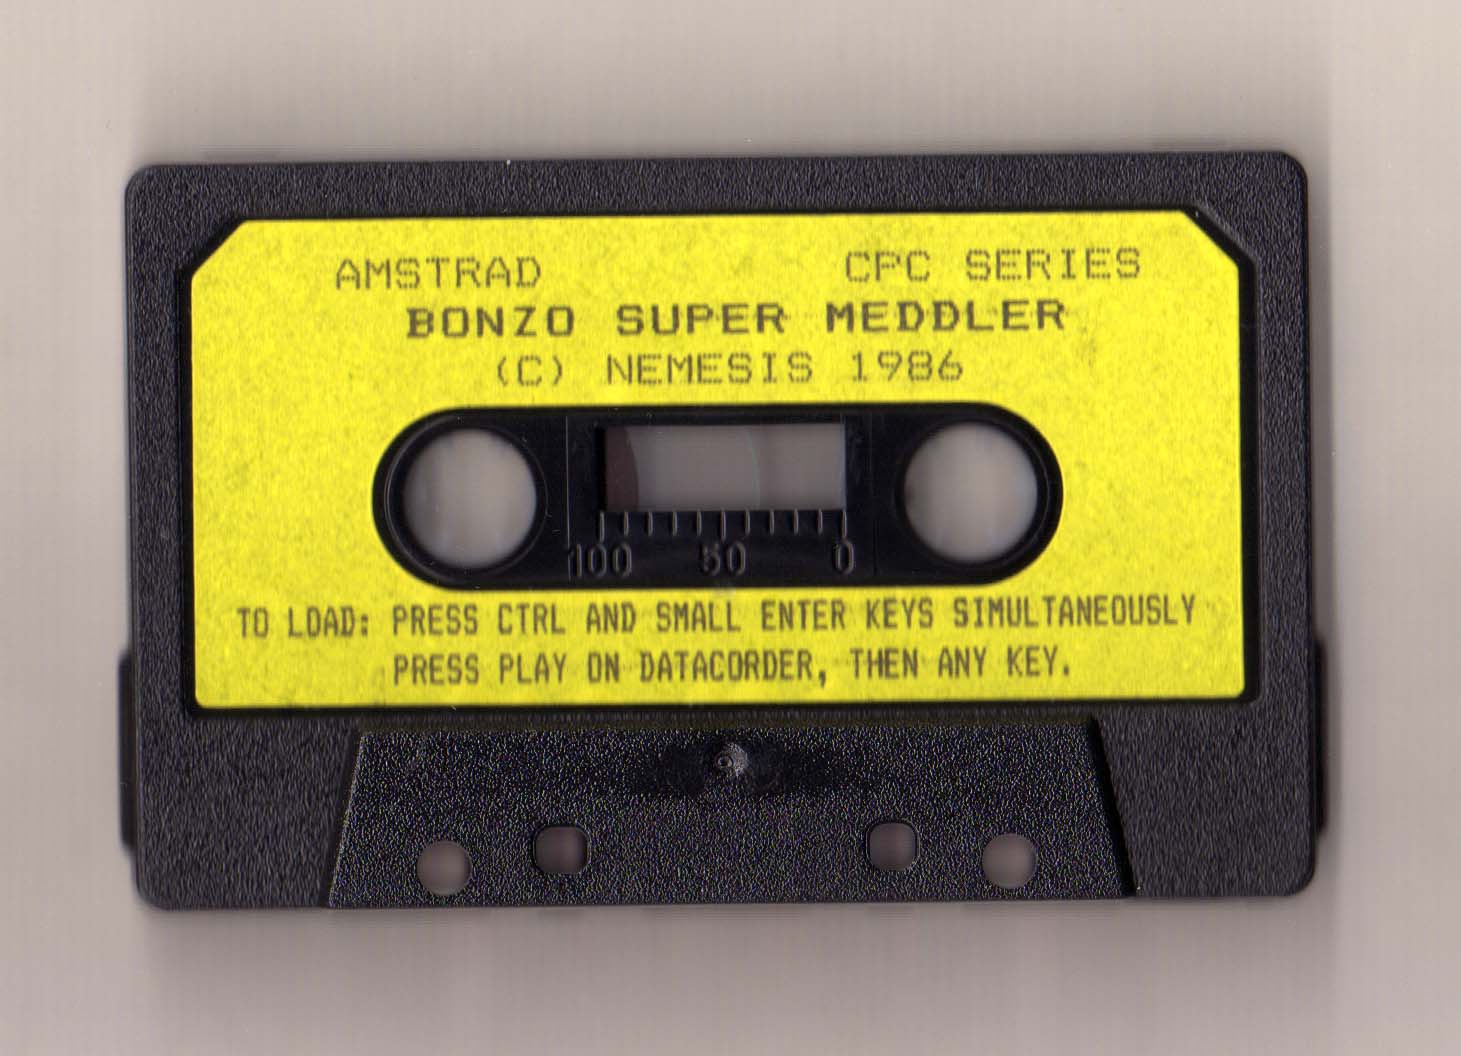 AMSTRAD CPC SERIES
BONZO SUPER MEDDLER
(C) NEMESIS 1986
100 50 0
TO LOAD: PRESS CTRL AND SMALL ENTER KEYS SIMULTANEOUSLY
PRESS PLAY ON DATACORDER, THEN ANY KEY.